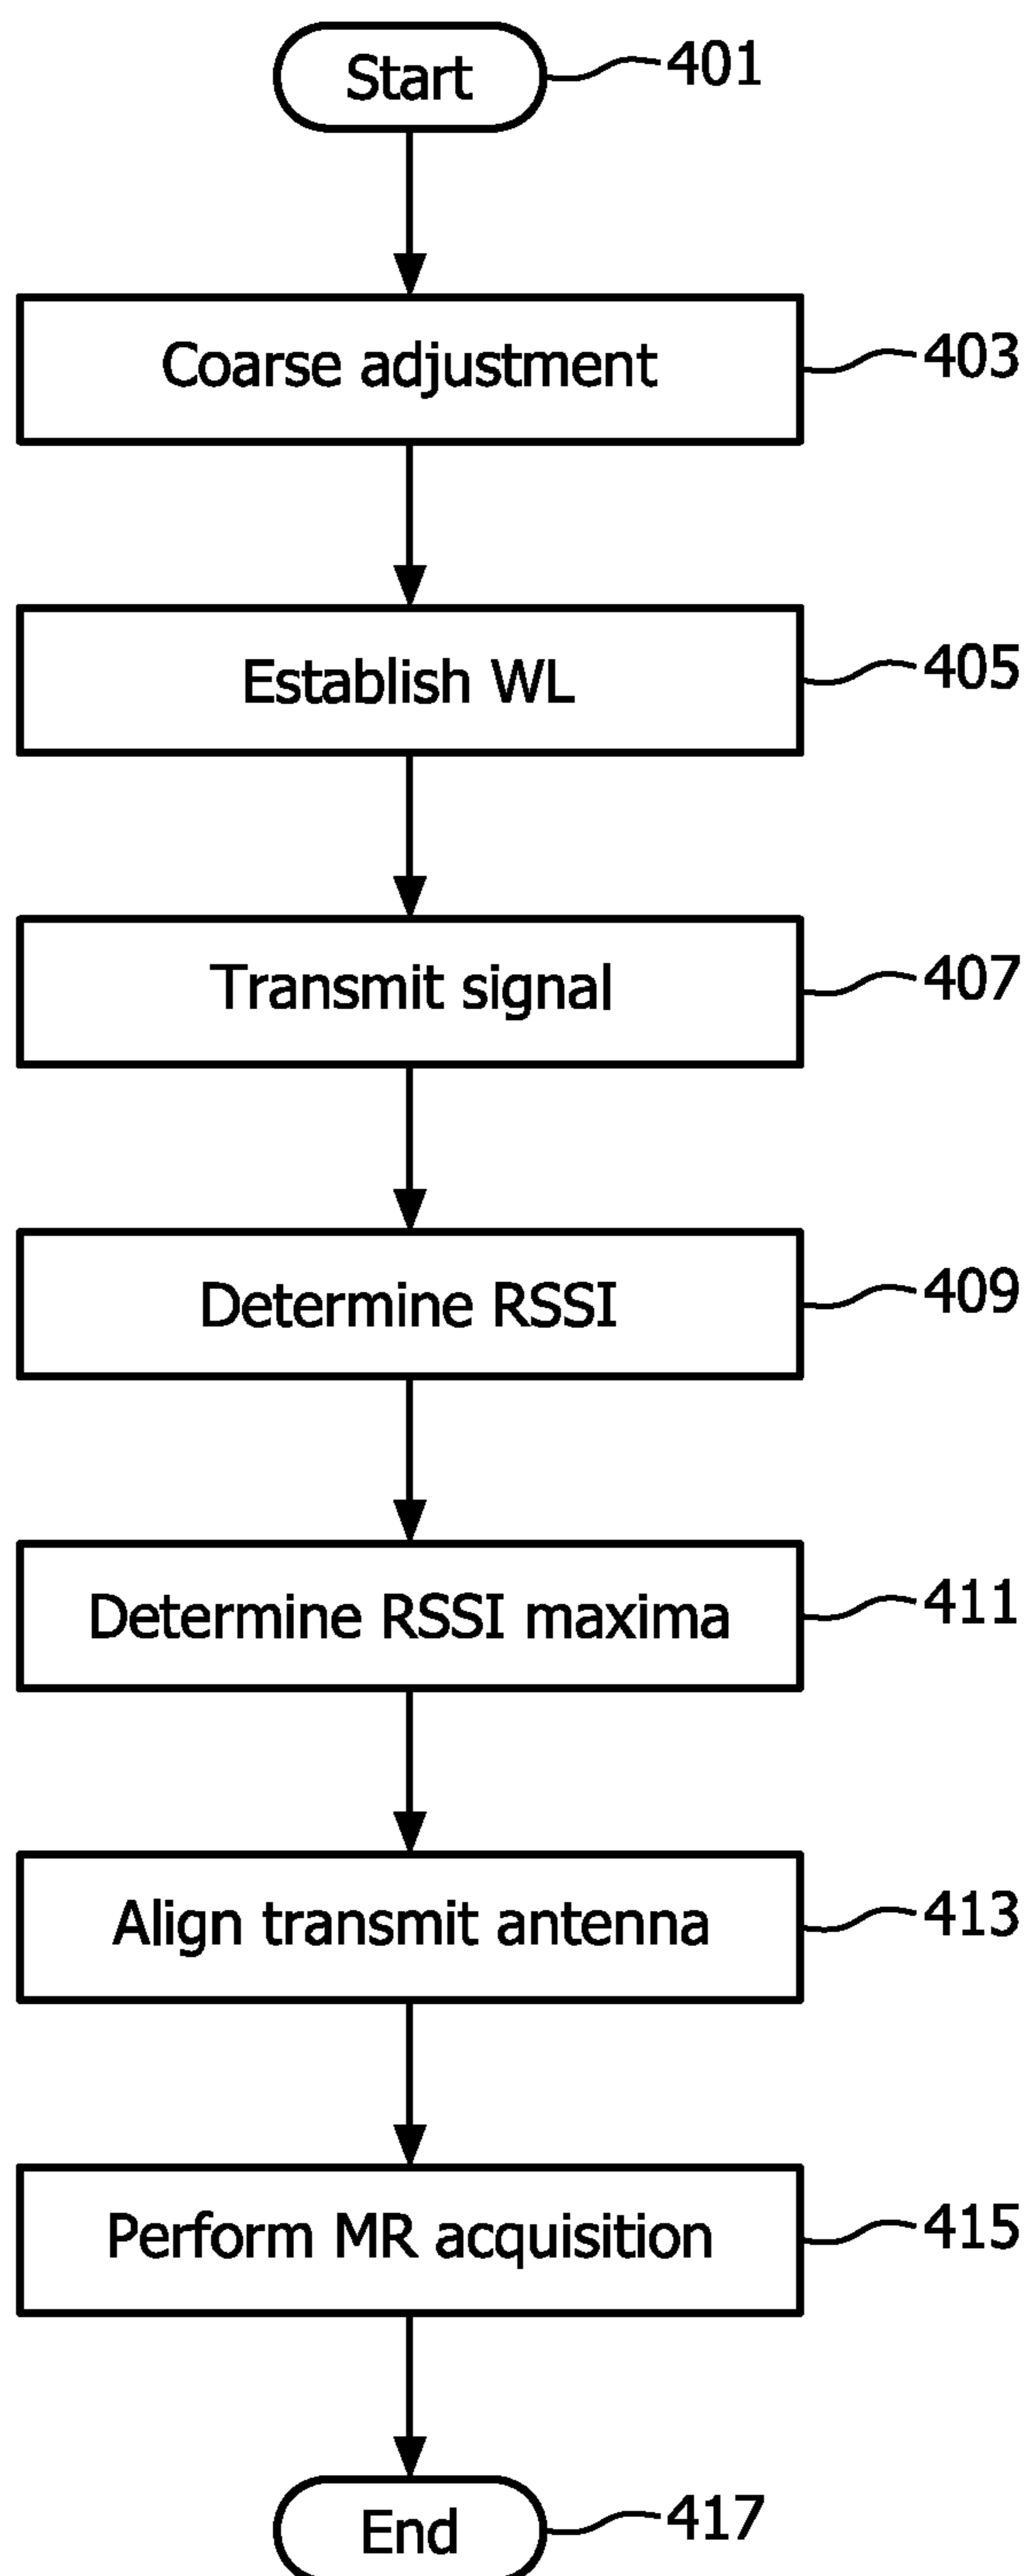 Start
401
Coarse adjustment
403
Establish WL
405
Transmit signal
407
Determine RSSI
409
Determine RSSI maxima
411
Align transmit antenna
413
Perform MR acquisition
415
End
417